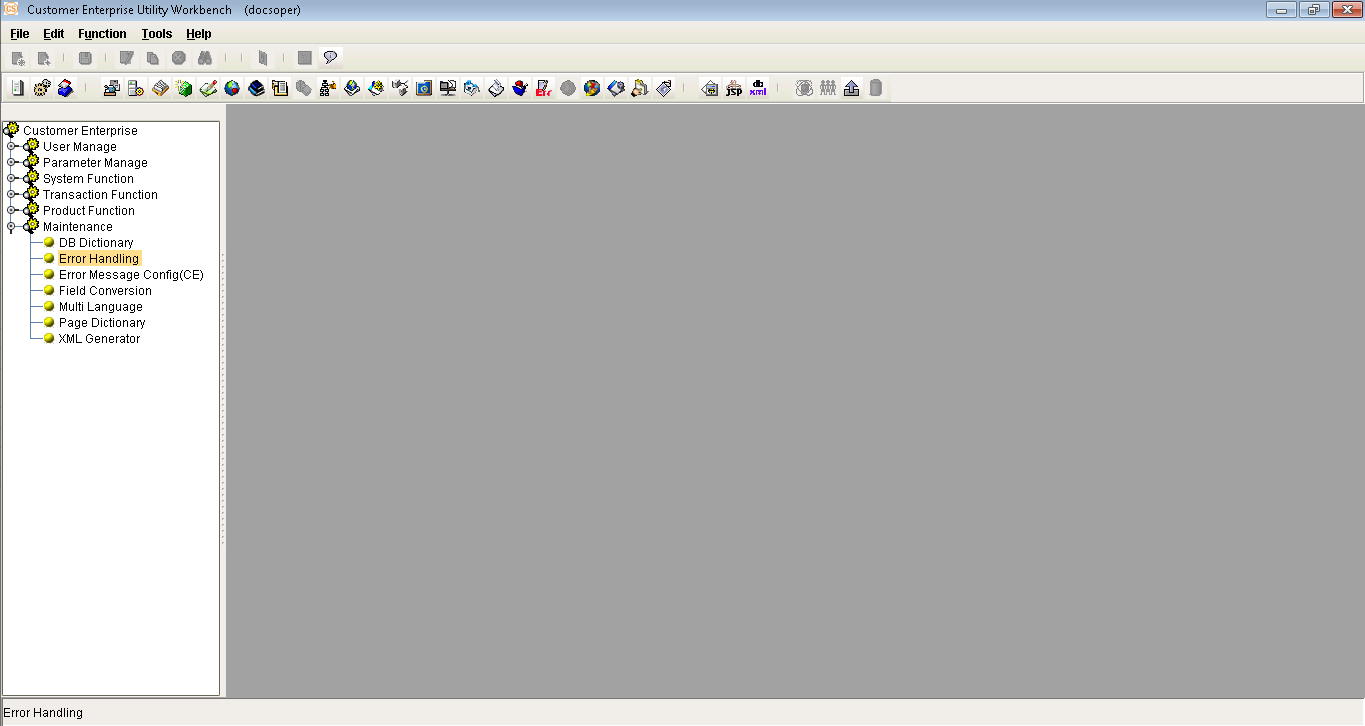 CS Customer Enterprise Utility Workbench (docsoper)
File Edit Function Tools Help
Err jsp xml
Customer Enterprise
User Manage
Parameter Manage
System Function
Transaction Function
Product Function
Maintenance
DB Dictionary
Error Handling
Error Message Config(CE)
Field Conversion
Multi Language
Page Dictionary
XML Generator
Error Handling